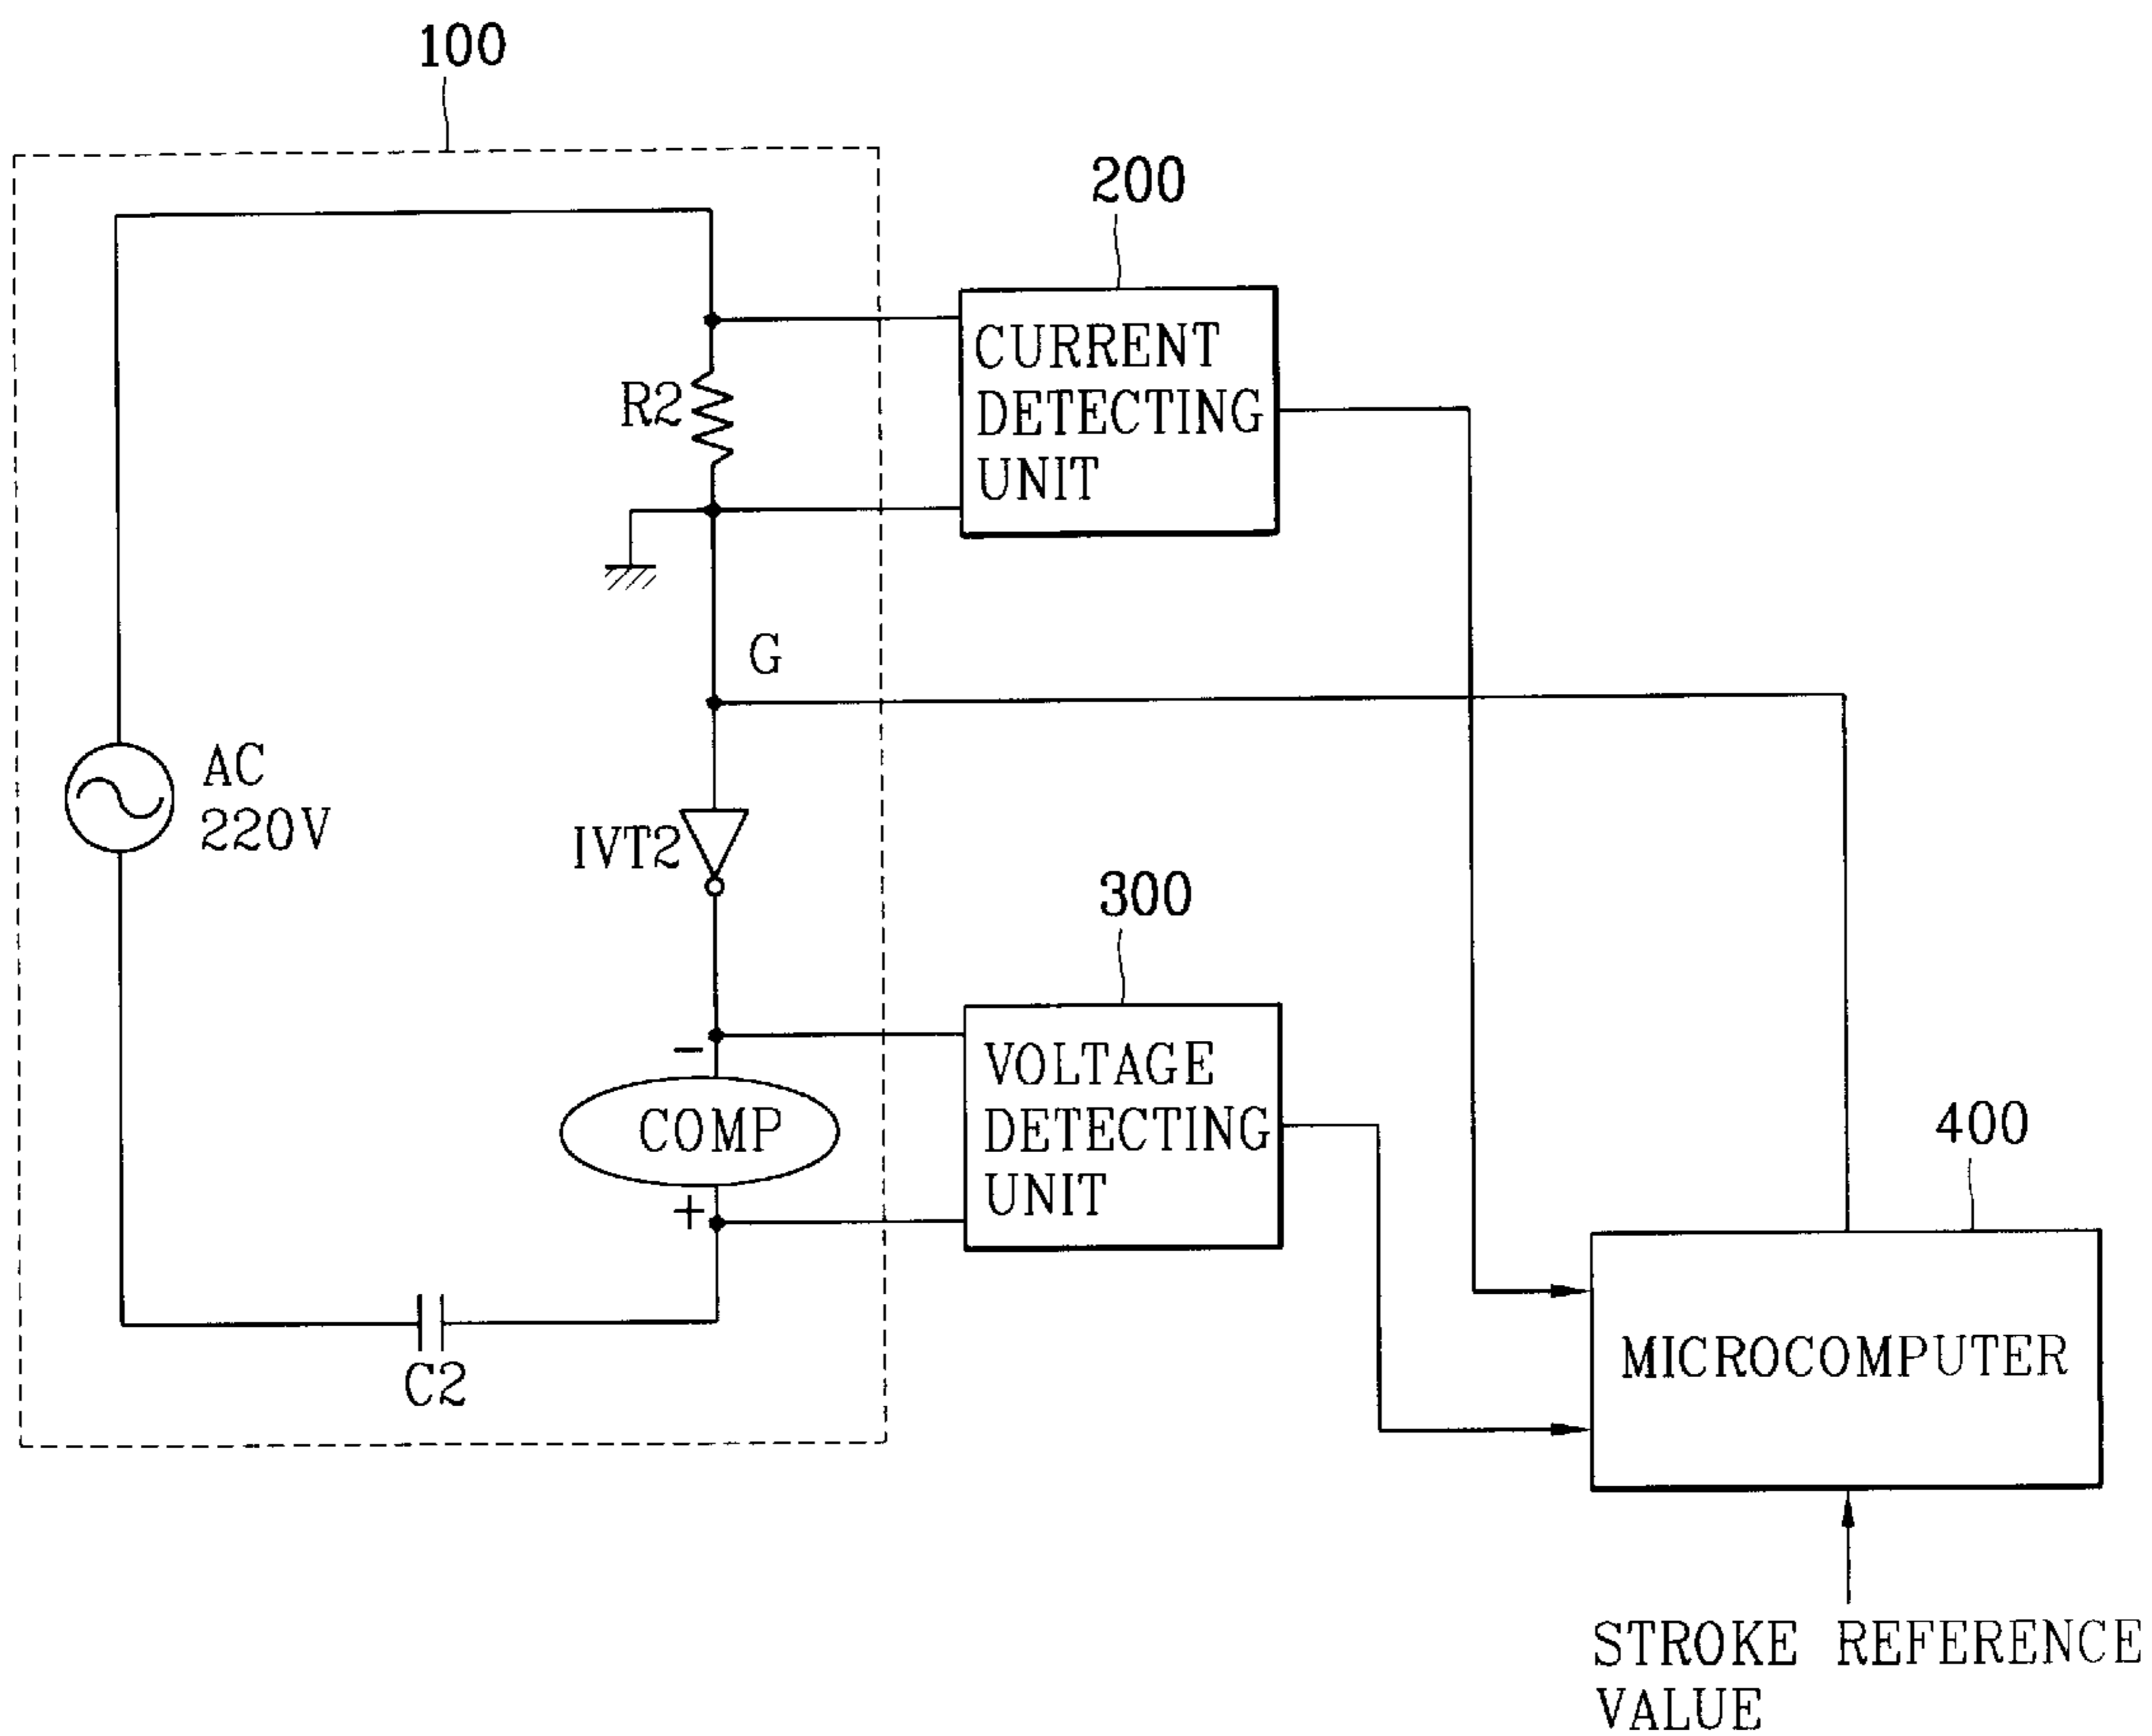 100
200
CURRENT
DETECTING
UNIT
R2
G
AC
220V
IVT2
300
VOLTAGE
DETECTING
UNIT
-
COMP
+
400
C2
MICROCOMPUTER
STROKE REFERENCE
VALUE